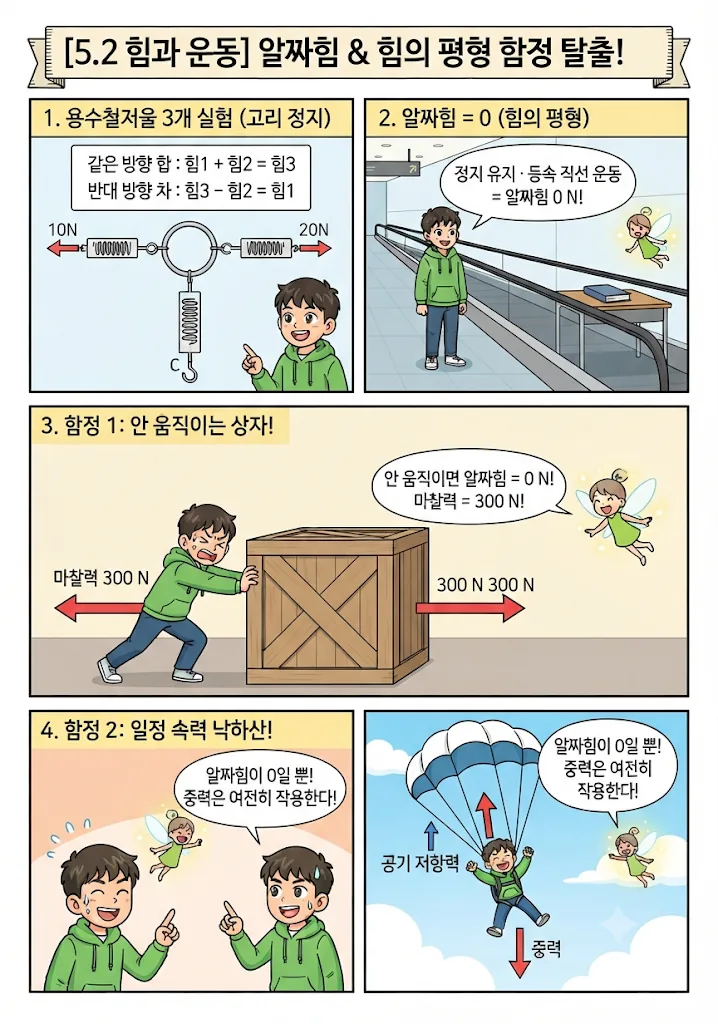 [5.2 힘과 운동] 알짜힘 & 힘의 평형 함정 탈출!
1. 용수철저울 3개 실험 (고리 정지)
같은 방향 합 : 힘1 + 힘2 = 힘3
반대 방향 차 : 힘3 − 힘2 = 힘1
10N
20N
C
2. 알짜힘 = 0 (힘의 평형)
정지 유지 · 등속 직선 운동
= 알짜힘 0 N!
3. 함정 1: 안 움직이는 상자!
안 움직이면 알짜힘 = 0 N!
마찰력 = 300 N!
마찰력 300 N
300 N 300 N
4. 함정 2: 일정 속력 낙하산!
알짜힘이 0일 뿐!
중력은 여전히 작용한다!
알짜힘이 0일 뿐!
중력은 여전히
작용한다!
공기 저항력
중력